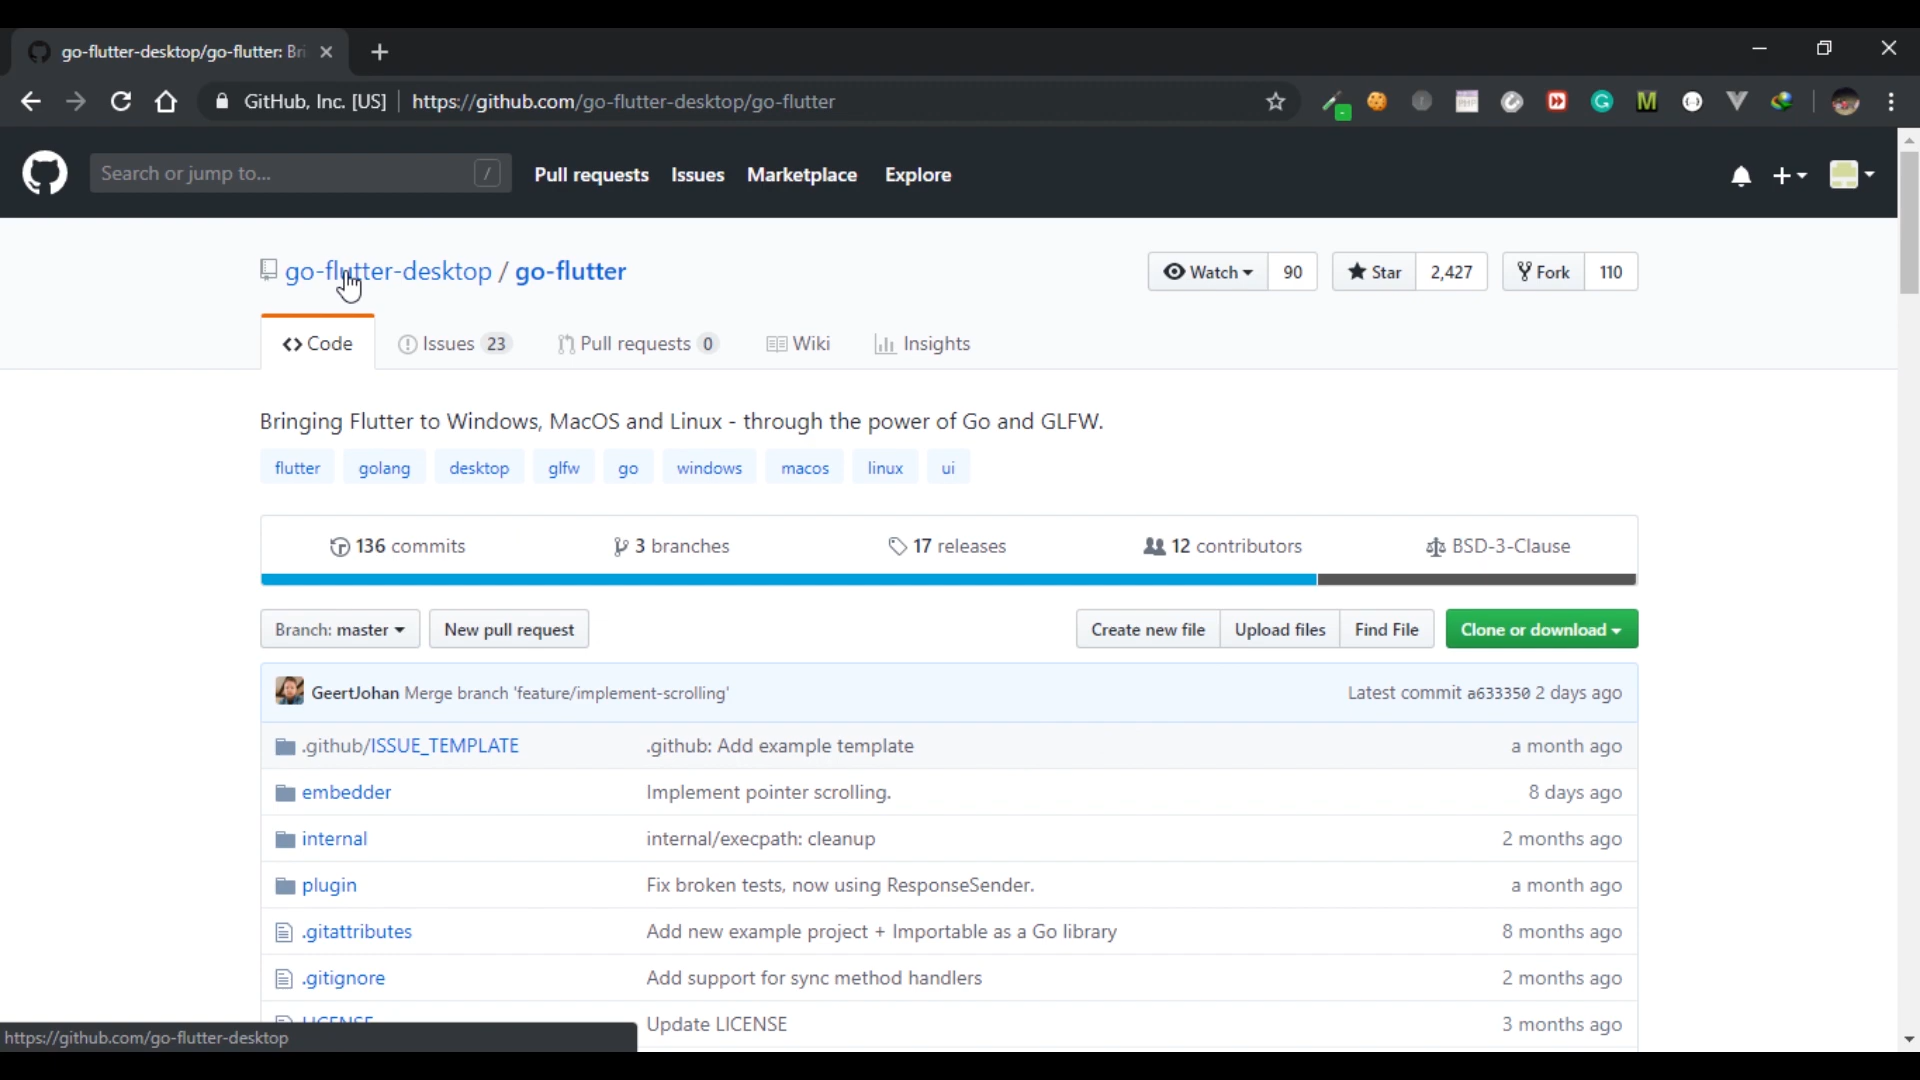 go-flutter-desktop/go-flutter: Bri
GitHub, Inc. [US] https://github.com/go-flutter-desktop/go-flutter
Search or jump to... / Pull requests Issues Marketplace Explore
go-flutter-desktop / go-flutter Watch 90 Star 2,427 Fork 110
Code Issues 23 Pull requests 0 Wiki Insights
Bringing Flutter to Windows, MacOS and Linux - through the power of Go and GLFW.
flutter golang desktop glfw go windows macos linux ui
136 commits 3 branches 17 releases 12 contributors BSD-3-Clause
Branch: master New pull request Create new file Upload files Find File Clone or download
GeertJohan Merge branch 'feature/implement-scrolling' Latest commit a633350 2 days ago
.github/ISSUE_TEMPLATE .github: Add example template a month ago
embedder Implement pointer scrolling. 8 days ago
internal internal/execpath: cleanup 2 months ago
plugin Fix broken tests, now using ResponseSender. a month ago
.gitattributes Add new example project + Importable as a Go library 8 months ago
.gitignore Add support for sync method handlers 2 months ago
LICENSE Update LICENSE 3 months ago
https://github.com/go-flutter-desktop